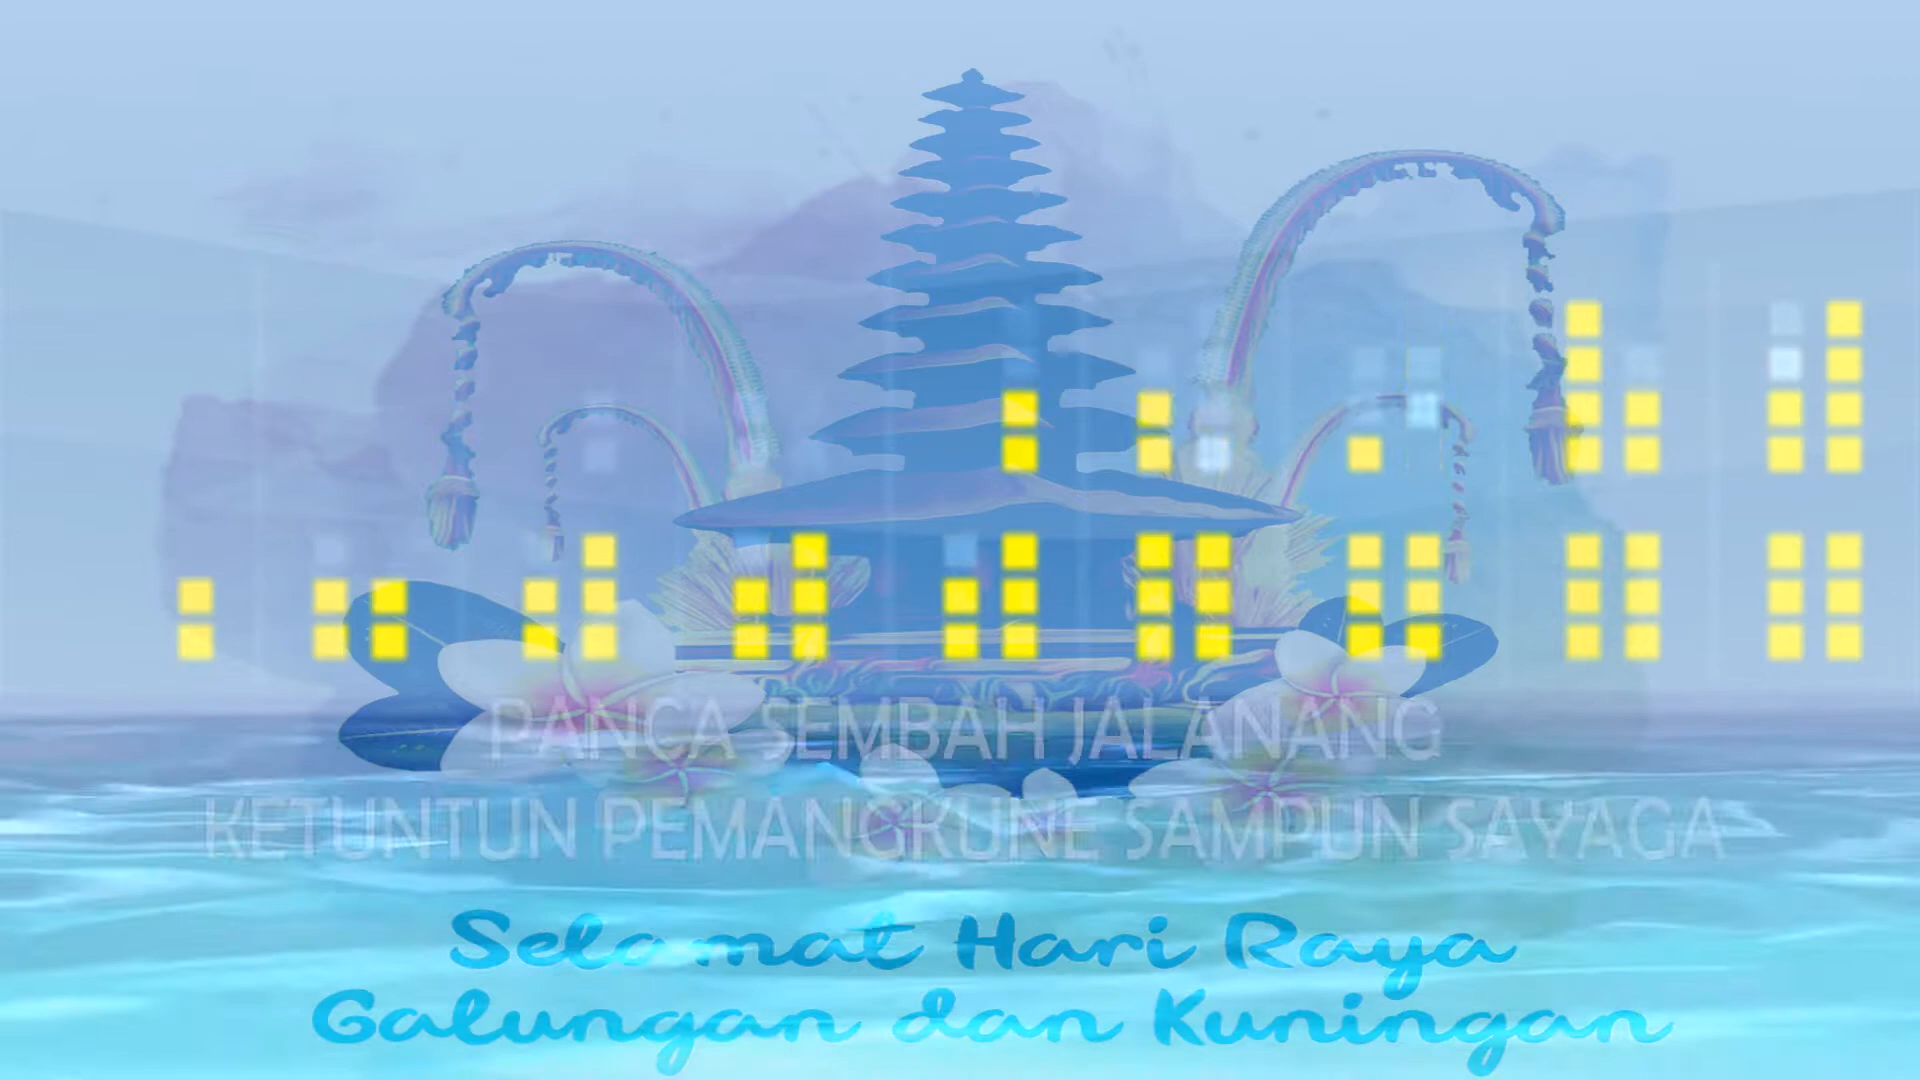 PANCA SEMBAH JALANANG
KETUNTUN PEMANGKUNE SAMPUN SAYAGA
Selamat Hari Raya
Galungan dan Kuningan